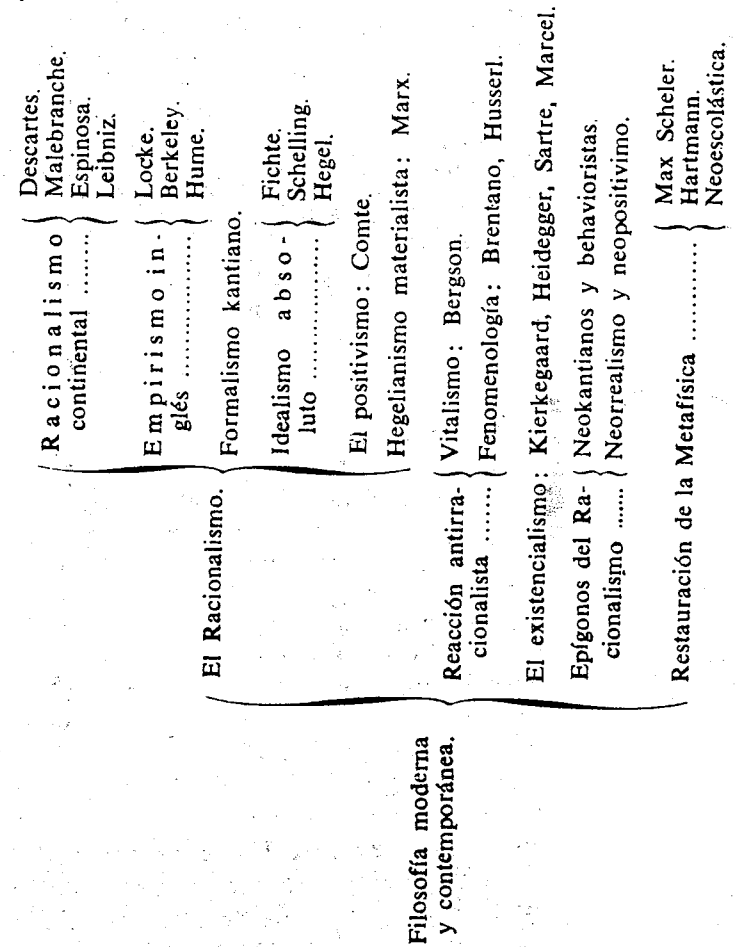 Filosofía moderna
y contemporánea.
El Racionalismo.
Racionalismo
continental ........
Descartes.
Malebranche.
Espinosa.
Leibniz.
Empirismo in-
glés ..................
Locke.
Berkeley.
Hume.
Formalismo kantiano.
Idealismo abso-
luto ..................
Fichte.
Schelling.
Hegel.
El positivismo: Comte.
Hegelianismo materialista: Marx.
Reacción antirra-
cionalista .......
Vitalismo: Bergson.
Fenomenología: Brentano, Husserl.
El existencialismo: Kierkegaard, Heidegger, Sartre, Marcel.
Epígonos del Ra-
cionalismo .......
Neokantianos y behavioristas.
Neorrealismo y neopositivimo.
Restauración de la Metafísica ............
Max Scheler.
Hartmann.
Neoescolástica.